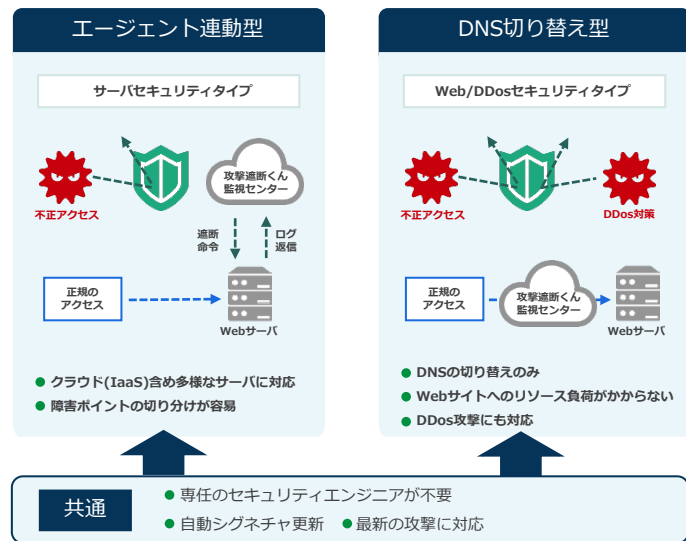 エージェント連動型
サーバセキュリティタイプ
不正アクセス
攻撃遮断くん
監視センター
遮断
命令
ログ
返信
正規の
アクセス
Webサーバ
クラウド(IaaS)含め多様なサーバに対応
障害ポイントの切り分けが容易
DNS切り替え型
Web/DDosセキュリティタイプ
不正アクセス
DDos対策
正規の
アクセス
攻撃遮断くん
監視センター
Webサーバ
DNSの切り替えのみ
Webサイトへのリソース負荷がかからない
DDos攻撃にも対応
共通
専任のセキュリティエンジニアが不要
自動シグネチャ更新 最新の攻撃に対応